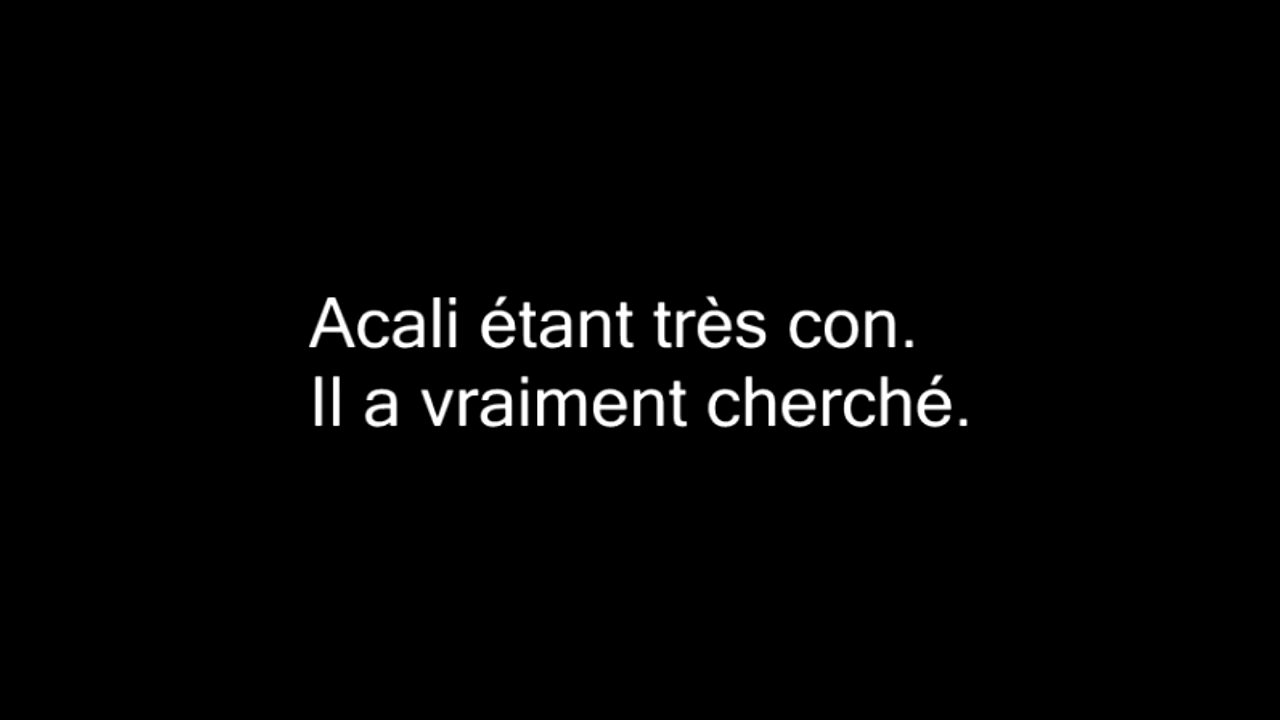 Acali étant très con.
Il a vraiment cherché.